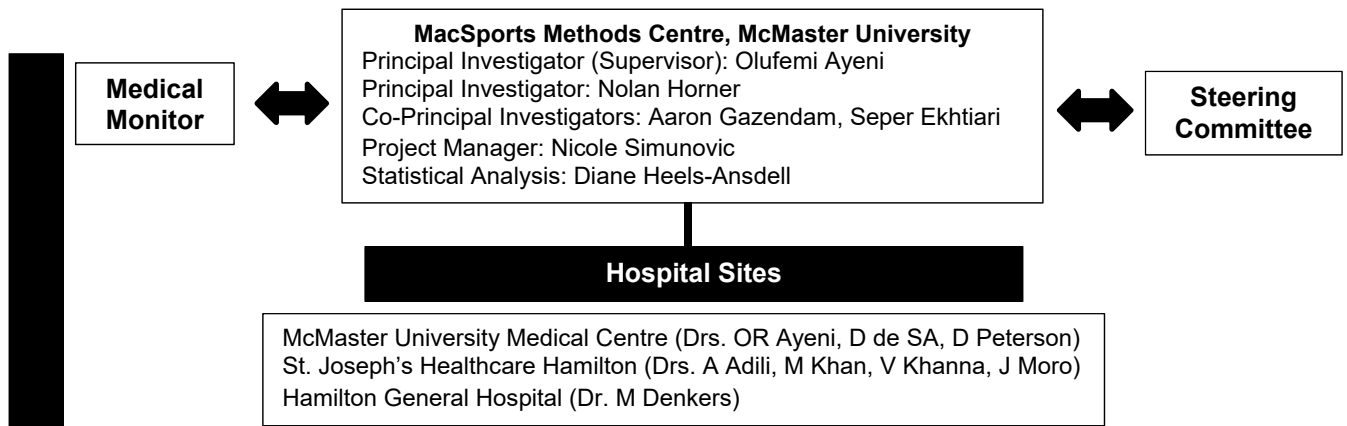 MacSports Methods Centre, McMaster University
Principal Investigator (Supervisor): Olufemi Ayeni
Principal Investigator: Nolan Horner
Co-Principal Investigators: Aaron Gazendam, Seper Ekhtiari
Project Manager: Nicole Simunovic
Statistical Analysis: Diane Heels-Ansdell
Medical
Monitor
Steering
Committee
Hospital Sites
McMaster University Medical Centre (Drs. OR Ayeni, D de SA, D Peterson)
St. Joseph’s Healthcare Hamilton (Drs. A Adili, M Khan, V Khanna, J Moro)
Hamilton General Hospital (Dr. M Denkers)